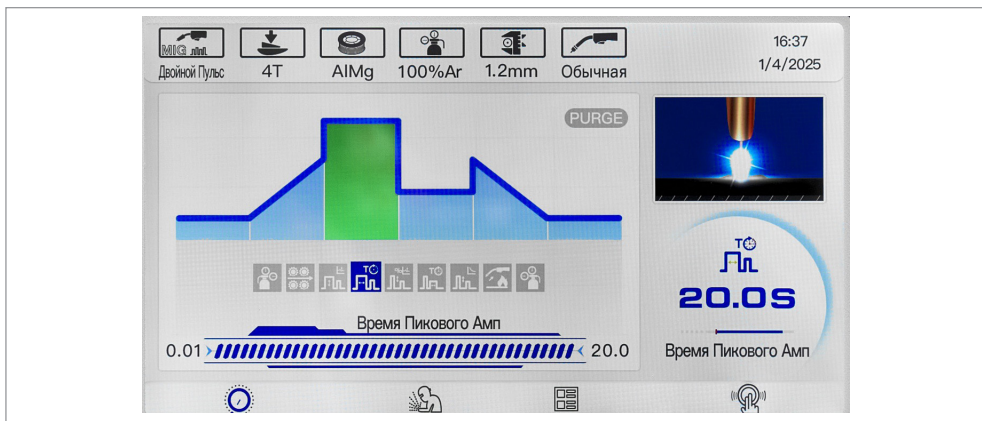 MIG
Двойной Пульс
4T
AlMg
100%Ar
1.2mm
Обычная
16:37
1/4/2025
PURGE
T
20.0S
T
T
Время Пикового Амп
0.01
20.0
Время Пикового Амп